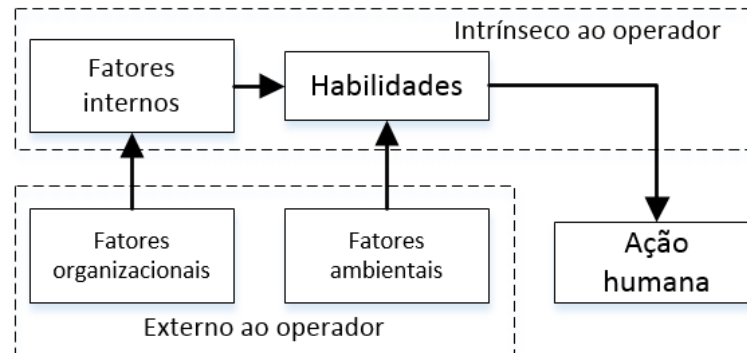 Intrínseco ao operador
Fatores
internos
Habilidades
Fatores
organizacionais
Fatores
ambientais
Ação
humana
Externo ao operador